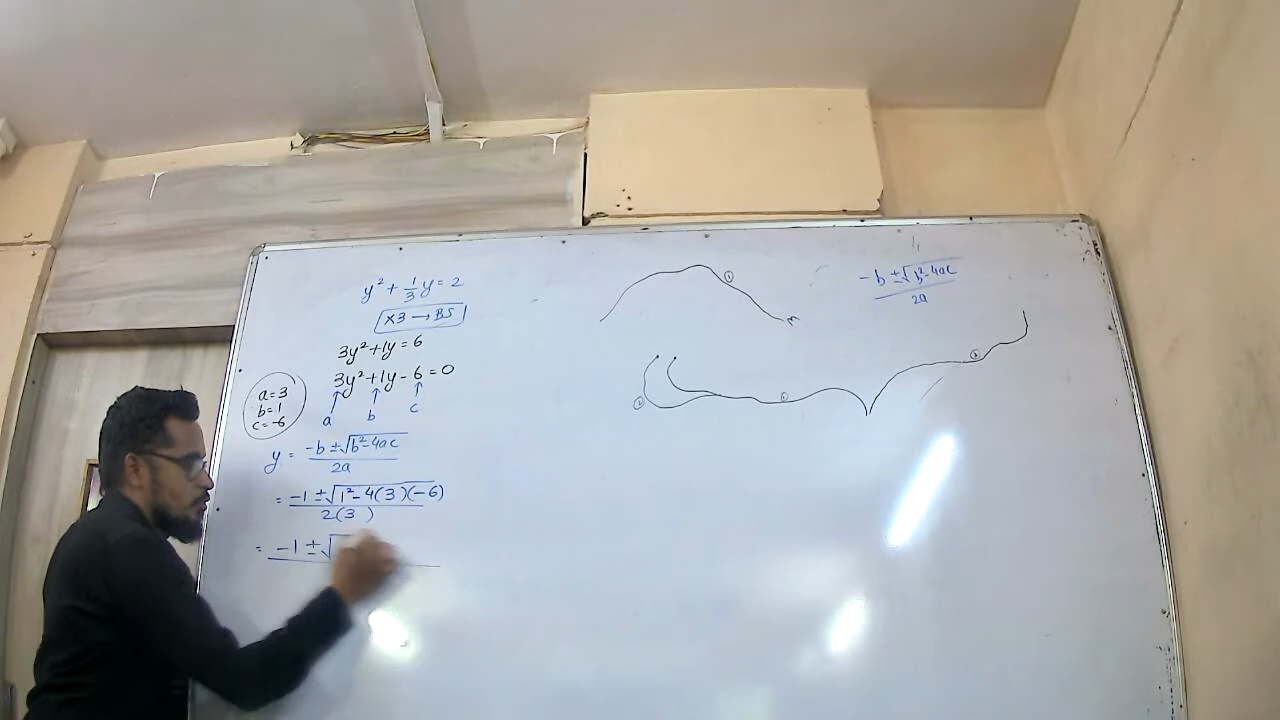 y² + 1/3 y = 2
×3 → BS
3y² + 1y = 6
3y² + 1y - 6 = 0
a b c
a = 3
b = 1
c = -6
y = (-b ± √(b² - 4ac)) / 2a
= (-1 ± √(1² - 4(3)(-6))) / 2(3)
= -1 ± √
(-b ± √(b² - 4ac)) / 2a